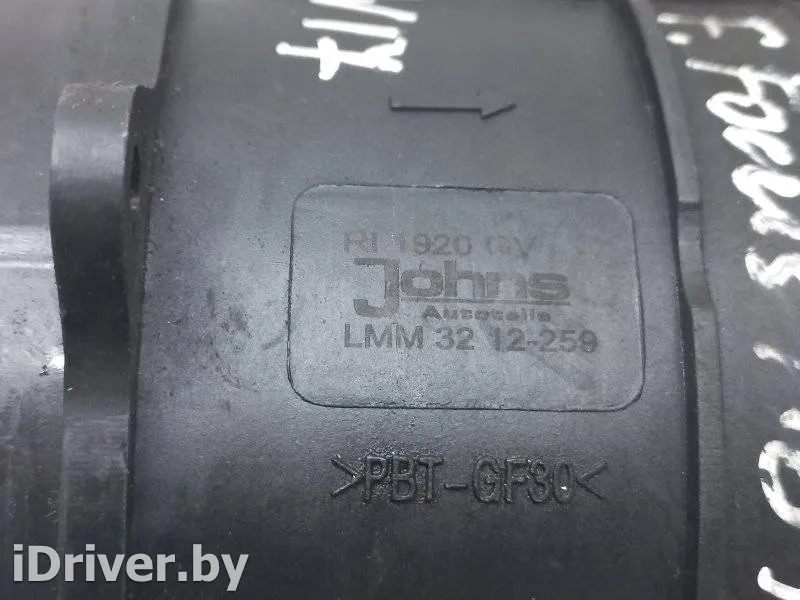 RI 1920 GV
Johns
Autoteile
LMM 32 12-259
>PBT-GF30<
iDriver.by